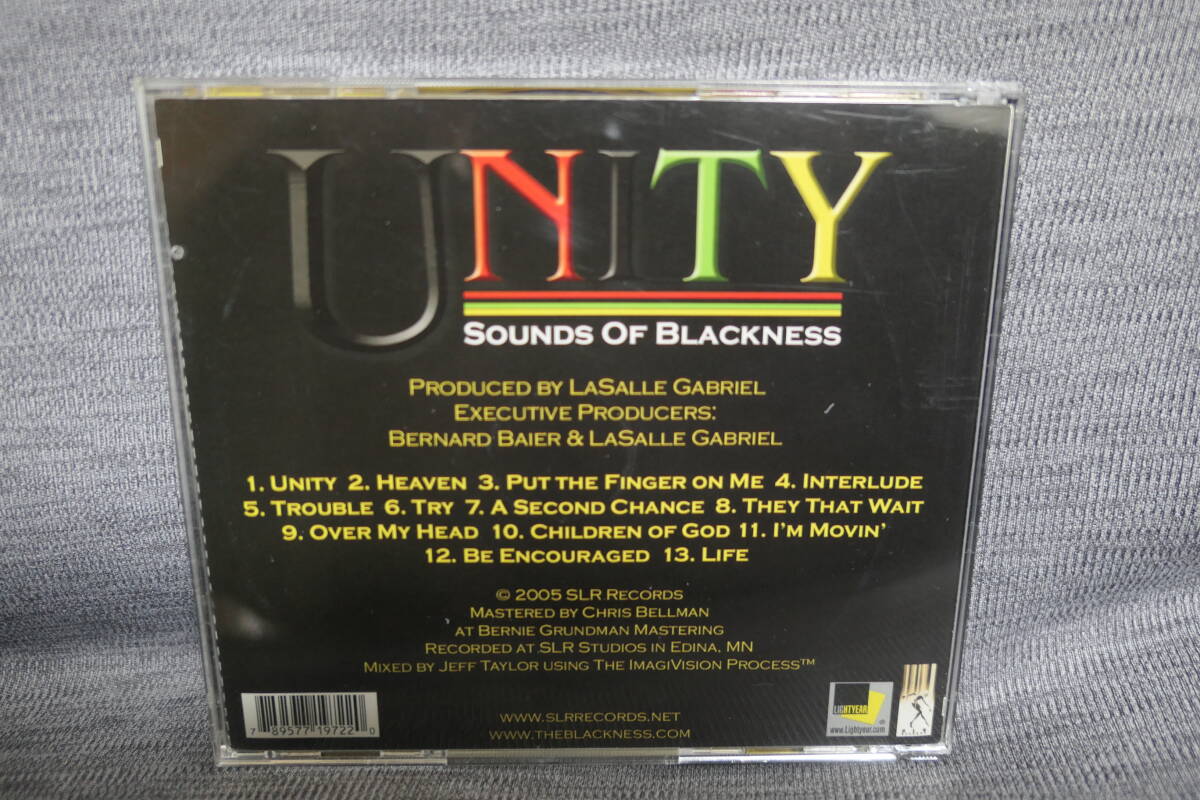 UNITY
SOUNDS OF BLACKNESS
PRODUCED BY LASALLE GABRIEL
EXECUTIVE PRODUCERS:
BERNARD BAIER & LASALLE GABRIEL
1. UNITY 2. HEAVEN 3. PUT THE FINGER ON ME 4. INTERLUDE
5. TROUBLE 6. TRY 7. A SECOND CHANCE 8. THEY THAT WAIT
9. OVER MY HEAD 10. CHILDREN OF GOD 11. I'M MOVIN'
12. BE ENCOURAGED 13. LIFE
© 2005 SLR RECORDS
MASTERED BY CHRIS BELLMAN
AT BERNIE GRUNDMAN MASTERING
RECORDED AT SLR STUDIOS IN EDINA, MN
MIXED BY JEFF TAYLOR USING THE IMAGIVISION PROCESS™
WWW.SLRRECORDS.NET
WWW.THEBLACKNESS.COM
7 89577 19722 0
LIGHTYEAR ®
www.Lightyear.com